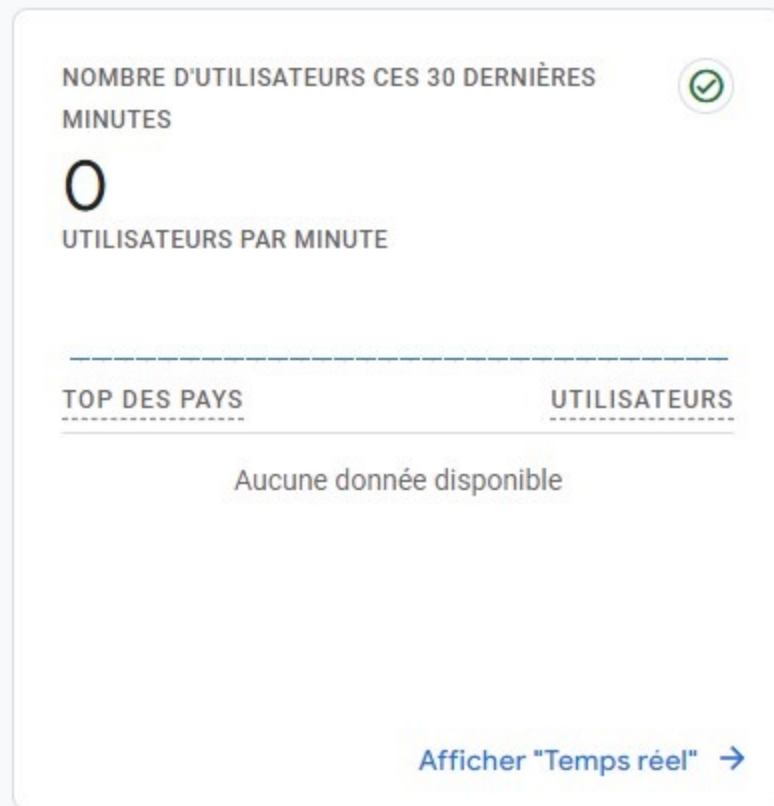 NOMBRE D'UTILISATEURS CES 30 DERNIÈRES
MINUTES
0
UTILISATEURS PAR MINUTE
TOP DES PAYS UTILISATEURS
Aucune donnée disponible
Afficher "Temps réel"